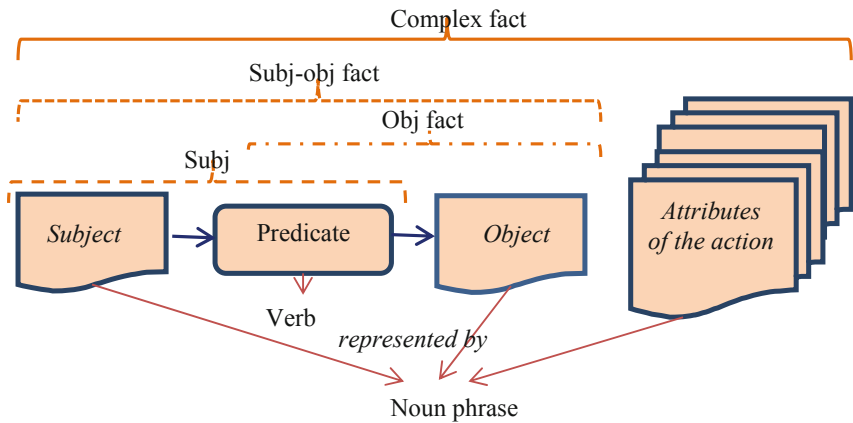 Complex fact
Subj-obj fact
Obj fact
Subj
Subject
Predicate
Object
Attributes
of the action
Verb
represented by
Noun phrase